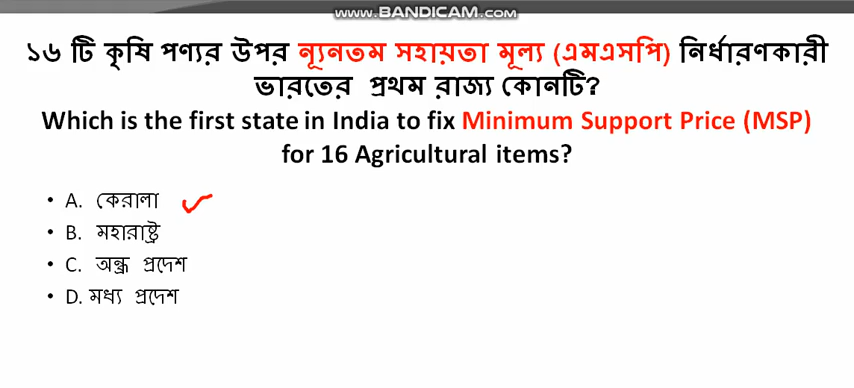 www.BANDICAM.com
১৬ টি কৃষি পণ্যর উপর ন্যূনতম সহায়তা মূল্য (এমএসপি) নির্ধারণকারী
ভারতের প্রথম রাজ্য কোনটি?
Which is the first state in India to fix Minimum Support Price (MSP)
for 16 Agricultural items?
• A. কেরালা
• B. মহারাষ্ট্র
• C. অন্ধ্র প্রদেশ
• D. মধ্য প্রদেশ